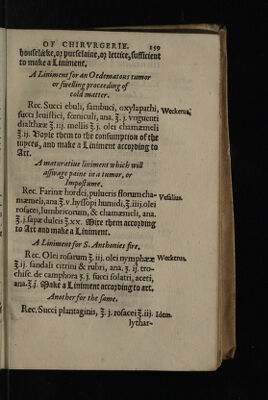 OF CHIRVRGERIE. 159
houseleeke, oʒ purselaine, oʒ lettice, sufficient
to make a Liniment.
A Liniment for an Oedematous tumor
or swelling proceeding of
cold matter.
Rec. Succi ebuli, sambuci, oxylapathi,
Weckerus.
succi leuistici, fœniculi, ana. ʒ. j. vnguenti
dialthææ ʒ. iij. mellis ʒ. j. olei chamæmeli
ʒ. ij. Boyle them to the consumption of the
iuyces, and make a Liniment according to
Art.
A maturatiue liniment which will
asswage paine in a tumor, or
Impostume.
Rec. Farinæ hordei, pulueris florum cha-
Vesalius.
mæmeli, ana. ʒ. v. hyssopi humidi, ʒ. iiij. olei
rosacei, lumbricorum, & chamæmeli, ana.
ʒ. j. sapæ dulcis ʒ. xx. Mixe them according
to Art and make a Liniment.
A Liniment for S. Anthonies fire.
Rec. Olei rosarum ʒ. iij. olei nymphææ
Weckerus.
ʒ. ij. sandali citrini & rubri, ana. ʒ. ij. tro-
chisc. de camphora ʒ. j. succi solatri, aceti,
ana. ʒ. j. Make a Liniment according to art.
Another for the same.
Rec. Succi plantaginis, ʒ. j. rosacei ʒ. iij.
Idem.
lythar-